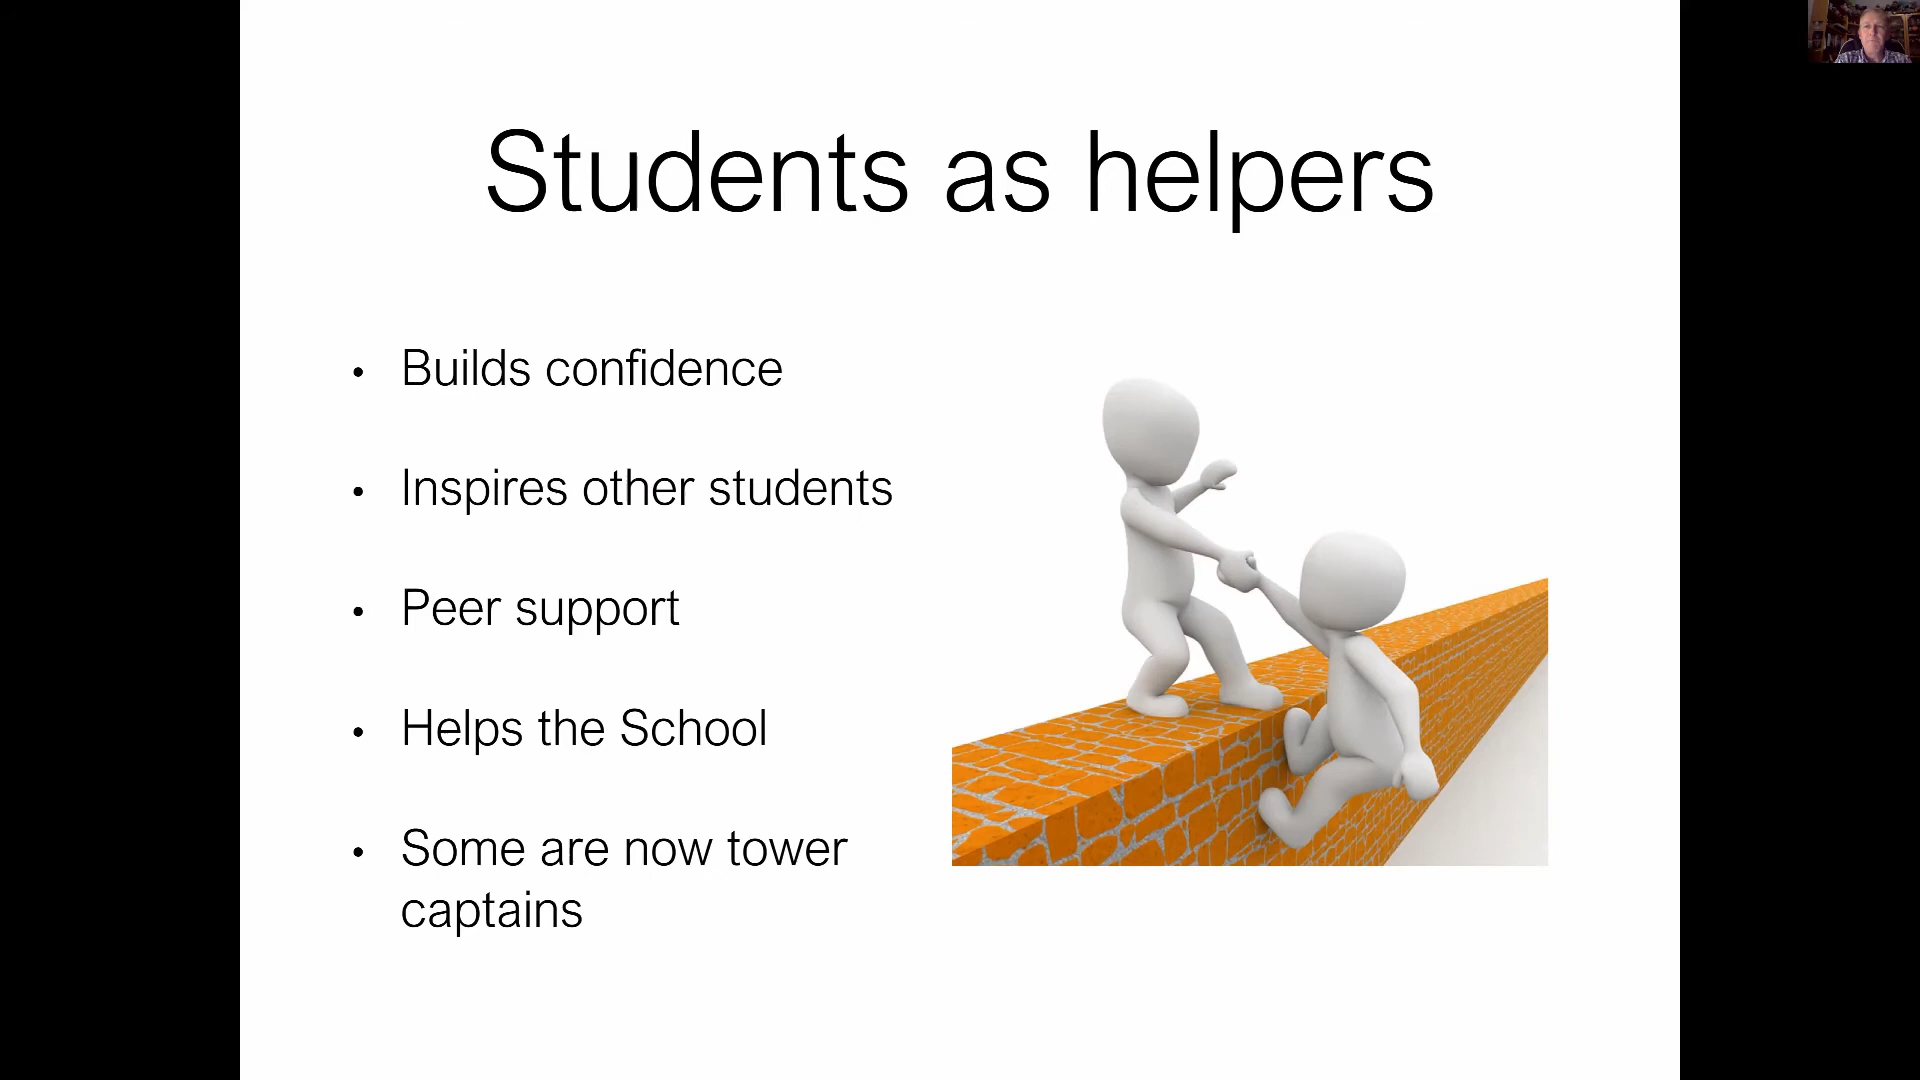 Students as helpers
• Builds confidence
• Inspires other students
• Peer support
• Helps the School
• Some are now tower
captains